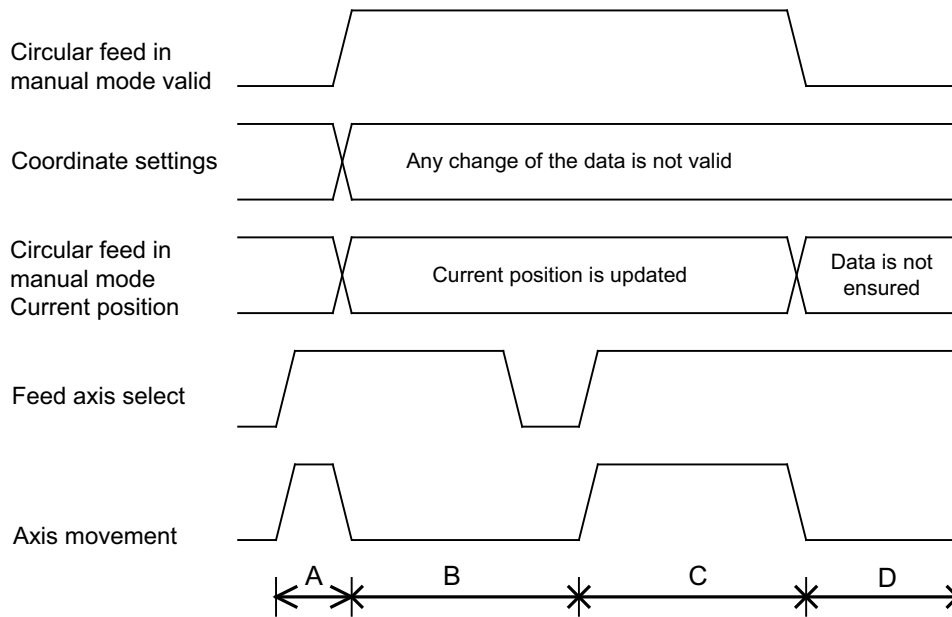 Circular feed in
manual mode valid
Coordinate settings
Any change of the data is not valid
Circular feed in
manual mode
Current position
Current position is updated
Data is not
ensured
Feed axis select
Axis movement
A
B
C
D